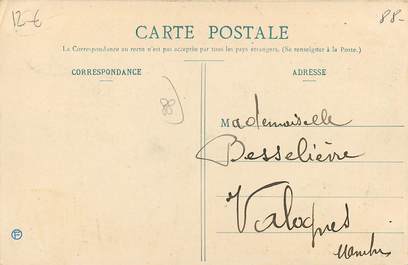 12€
88-
CARTE POSTALE
La Correspondance au recto n'est pas acceptée par tous les pays étrangers. (Se renseigner à la Poste.)
CORRESPONDANCE
ADRESSE
88
Mademoiselle
Besselièvre
Valognes
Manche